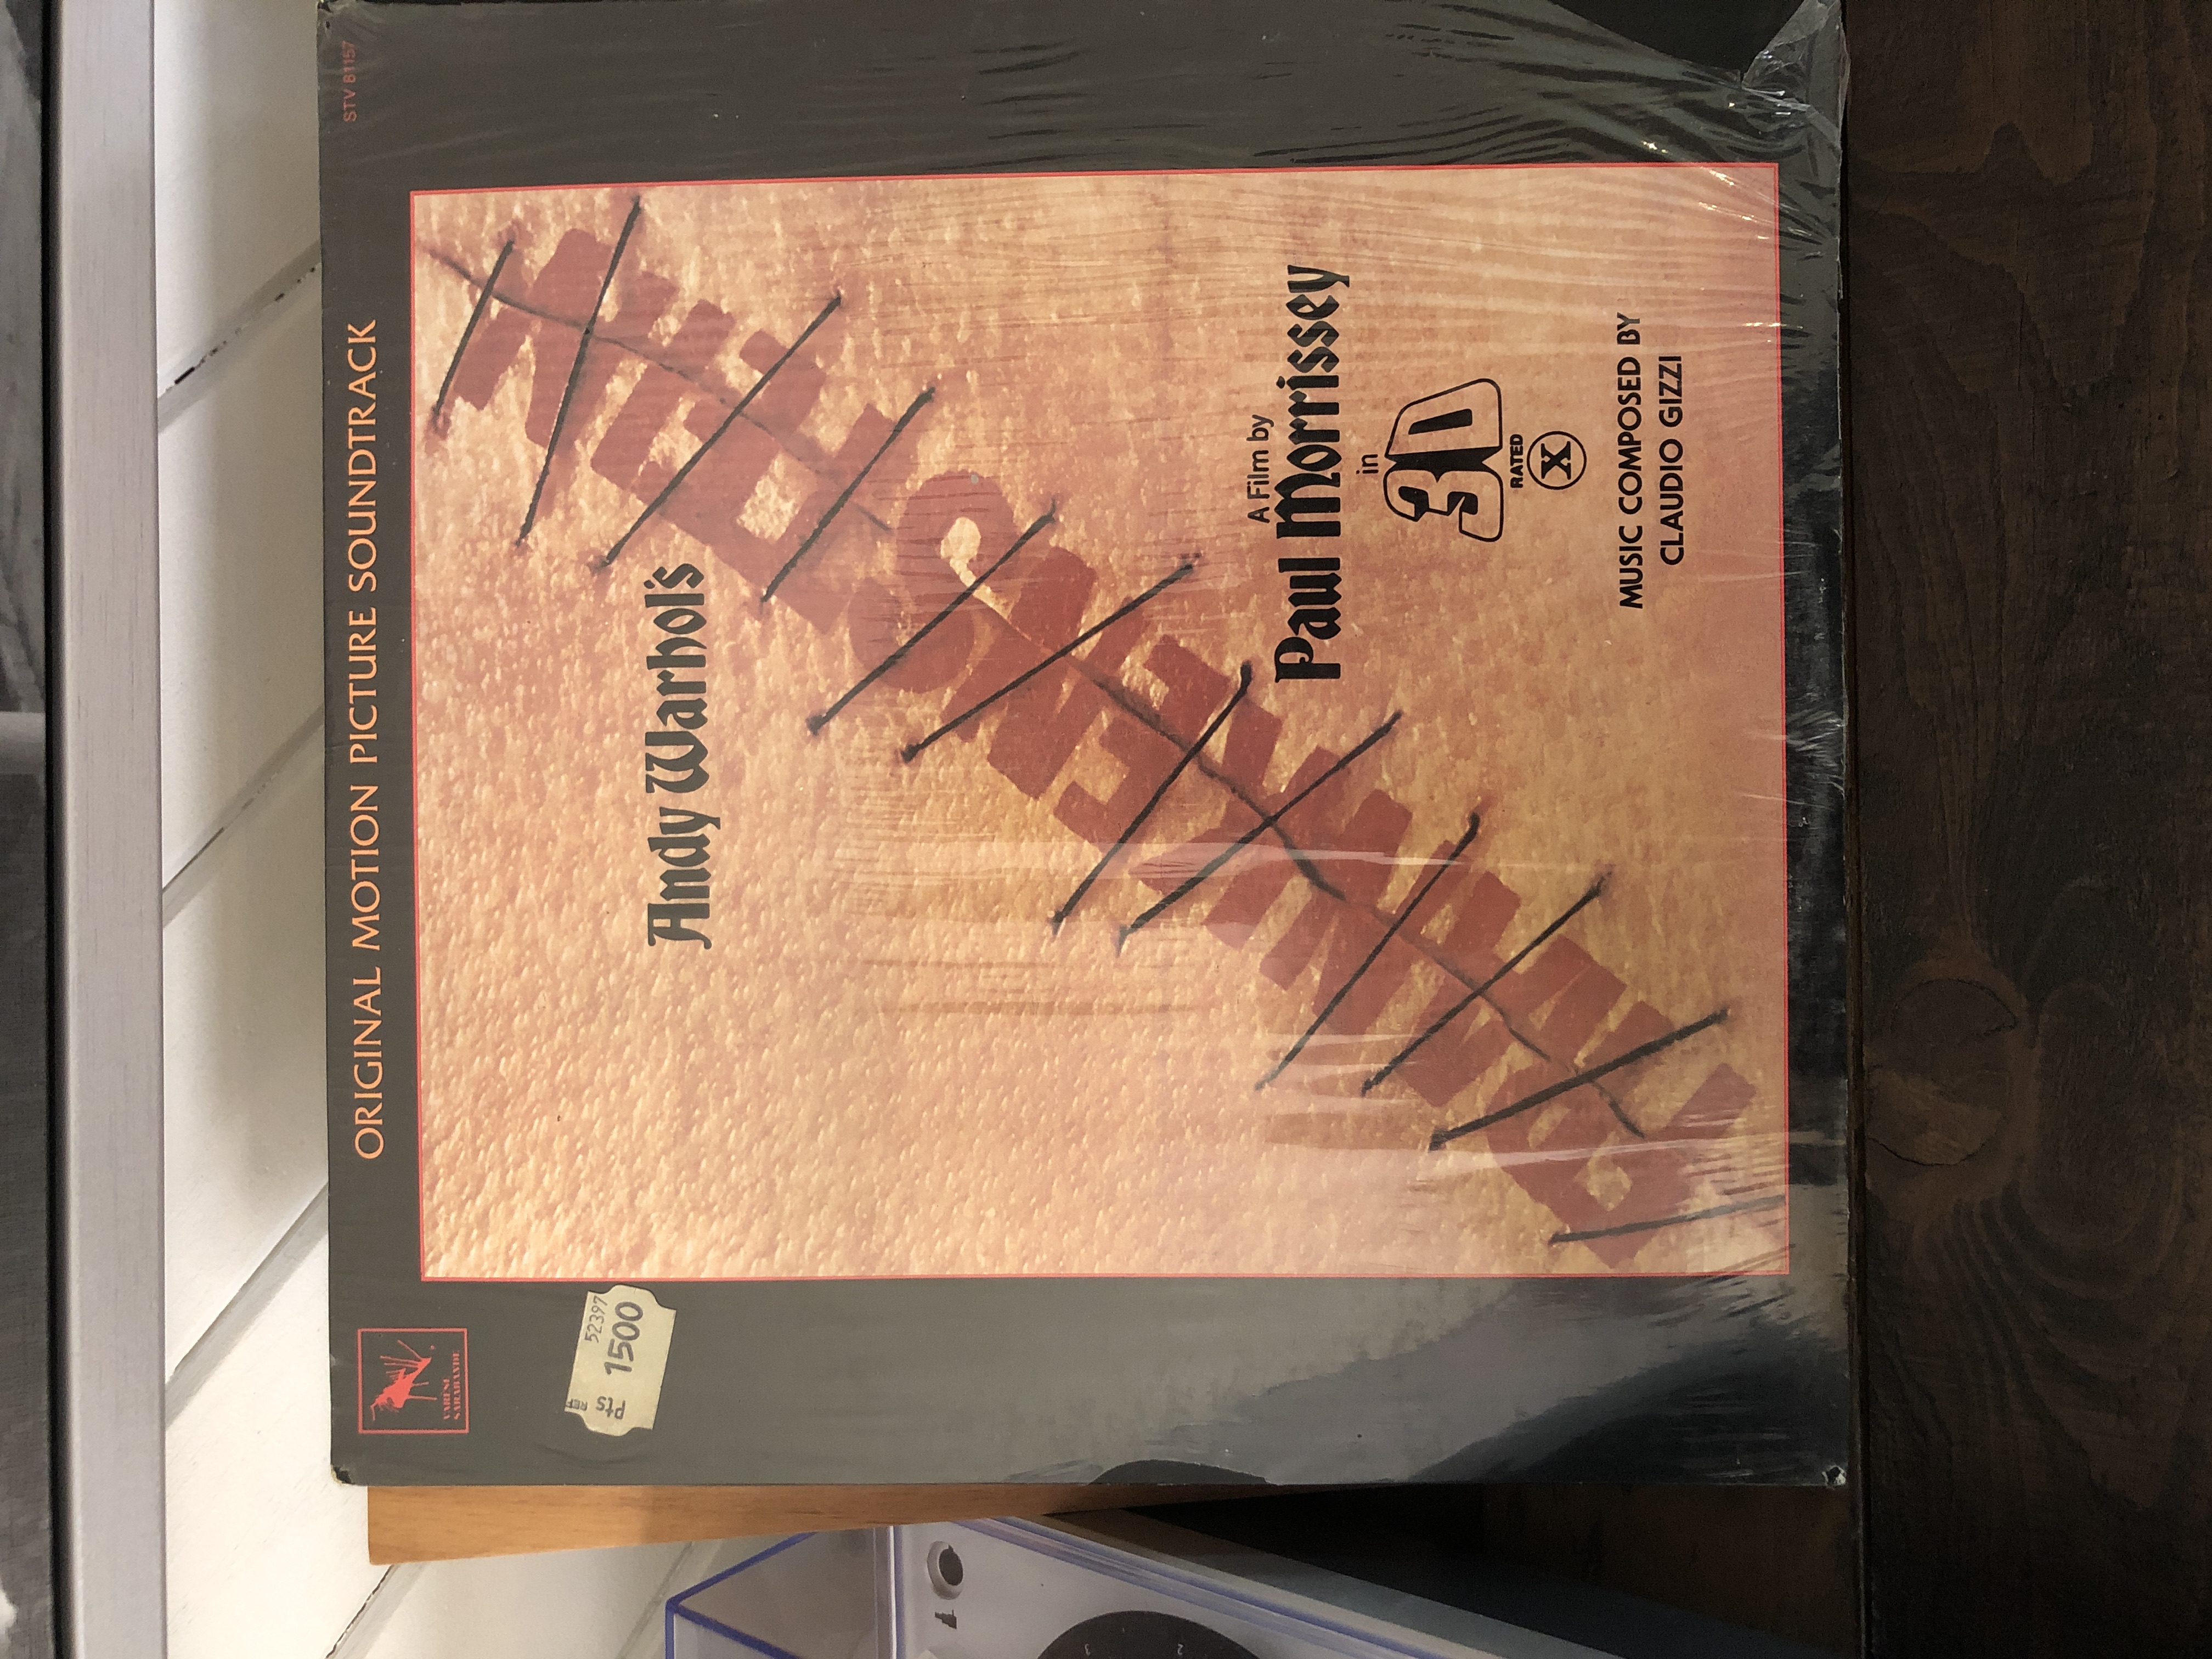 VARESE
SARABANDE
ORIGINAL MOTION PICTURE SOUNDTRACK
STV 81157
52397
Pts 1500
Andy Warhol's
FRANKENSTEIN
A Film by
Paul Morrissey
in
3D
RATED
X
MUSIC COMPOSED BY
CLAUDIO GIZZI